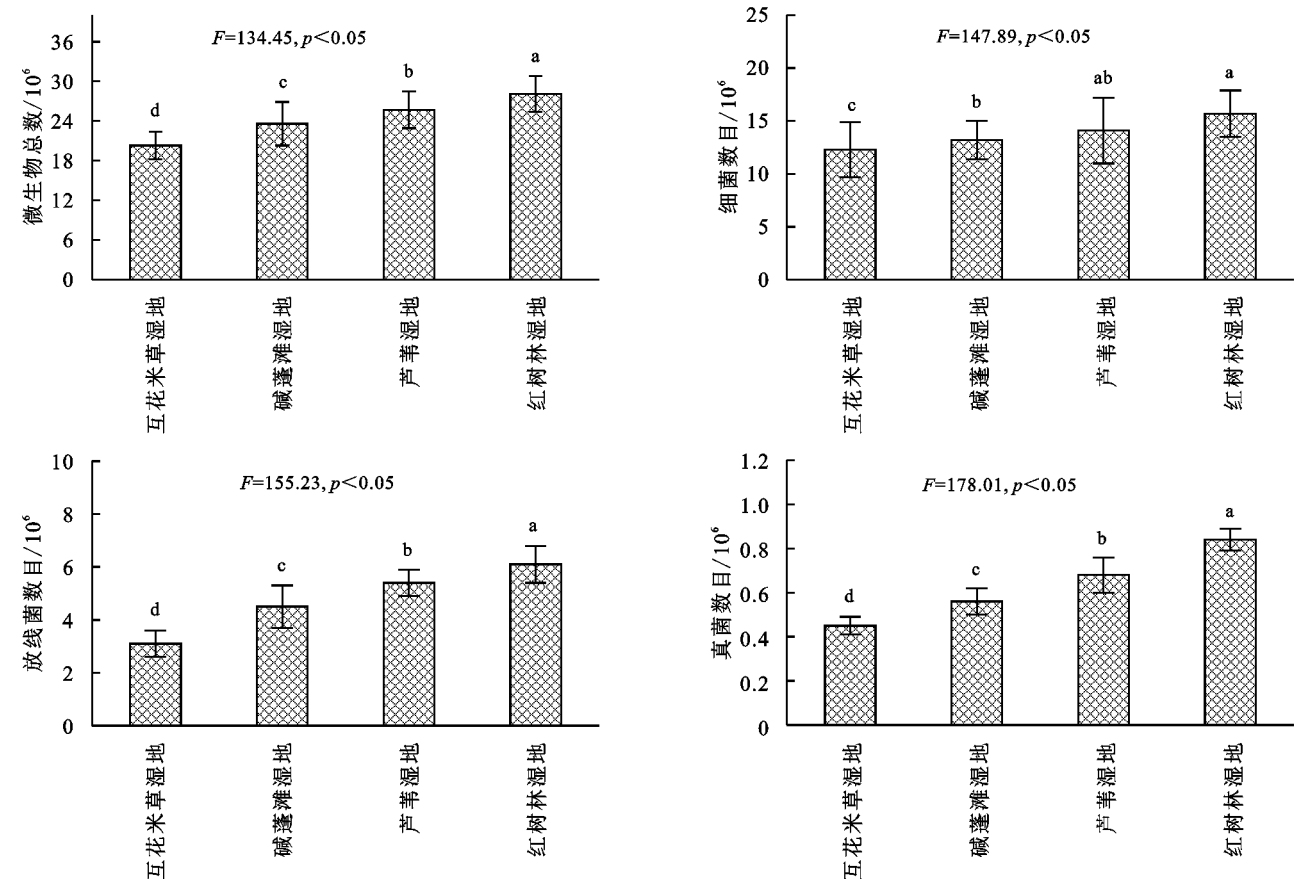 微生物总数/10⁶
36
30
24
18
12
6
0
F=134.45, p<0.05
d
c
b
a
互花米草湿地
碱蓬滩湿地
芦苇湿地
红树林湿地
细菌数目/10⁶
25
20
15
10
5
0
F=147.89, p<0.05
c
b
ab
a
互花米草湿地
碱蓬滩湿地
芦苇湿地
红树林湿地
放线菌数目/10⁶
10
8
6
4
2
0
F=155.23, p<0.05
d
c
b
a
互花米草湿地
碱蓬滩湿地
芦苇湿地
红树林湿地
真菌数目/10⁶
1.2
1.0
0.8
0.6
0.4
0.2
0
F=178.01, p<0.05
d
c
b
a
互花米草湿地
碱蓬滩湿地
芦苇湿地
红树林湿地